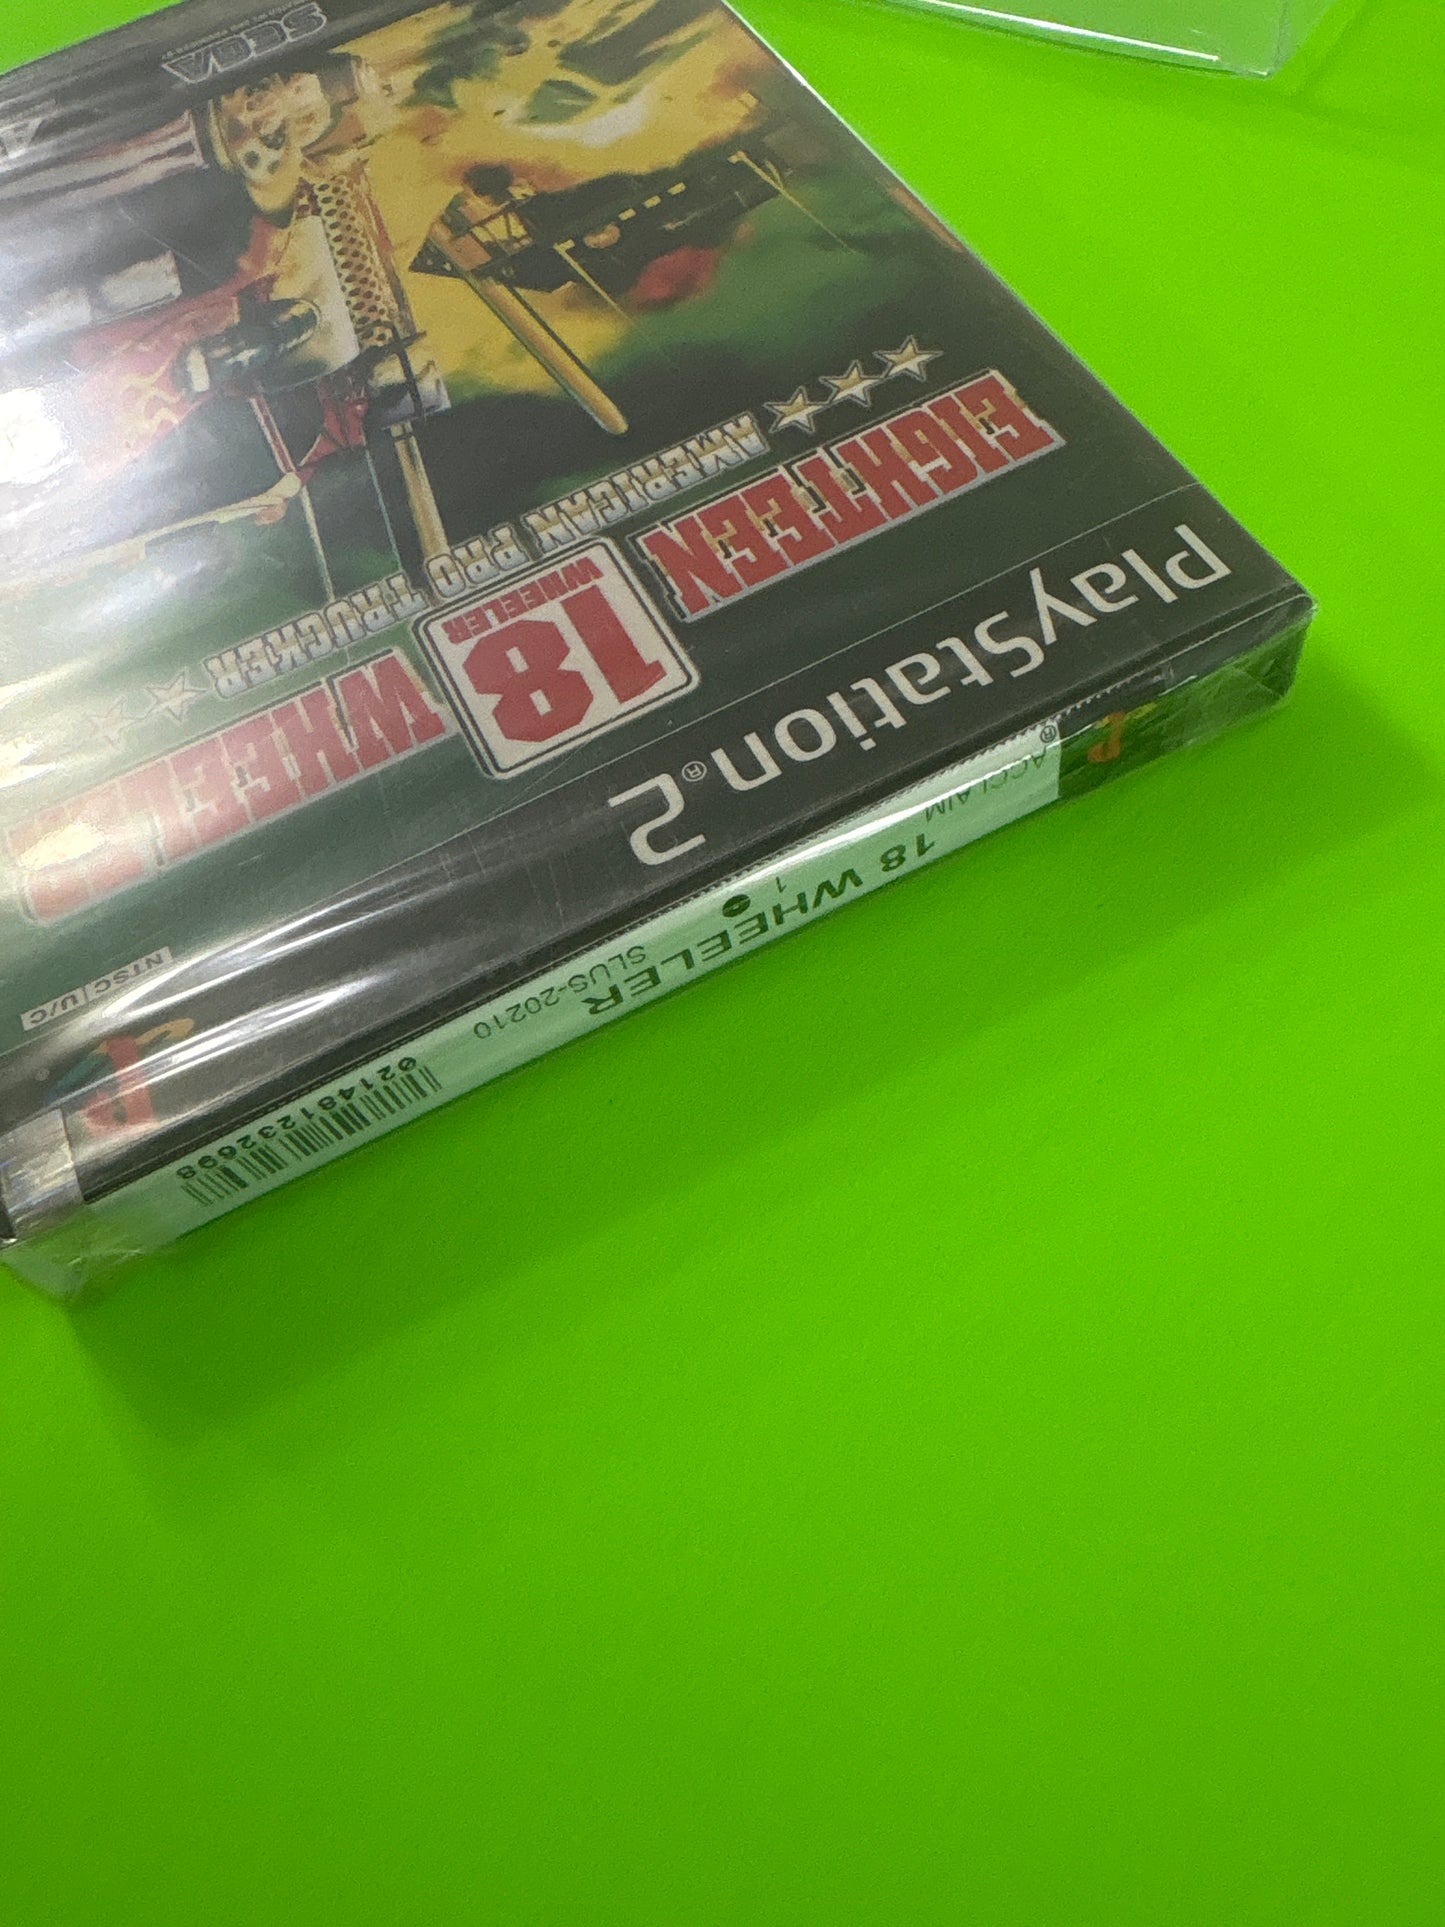 PlayStation®2
NTSC U/C
EIGHTEEN
18
WHEELER
WHEELER
AMERICAN PRO TRUCKER
SEGA
ACCLAIM®
18 WHEELER
1
SLUS-20210
021481232698